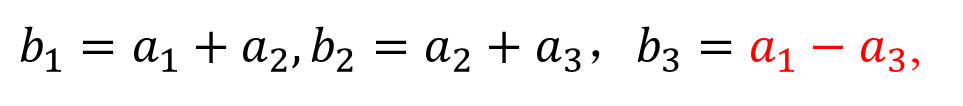 b₁ = a₁ + a₂, b₂ = a₂ + a₃，b₃ = a₁ − a₃,